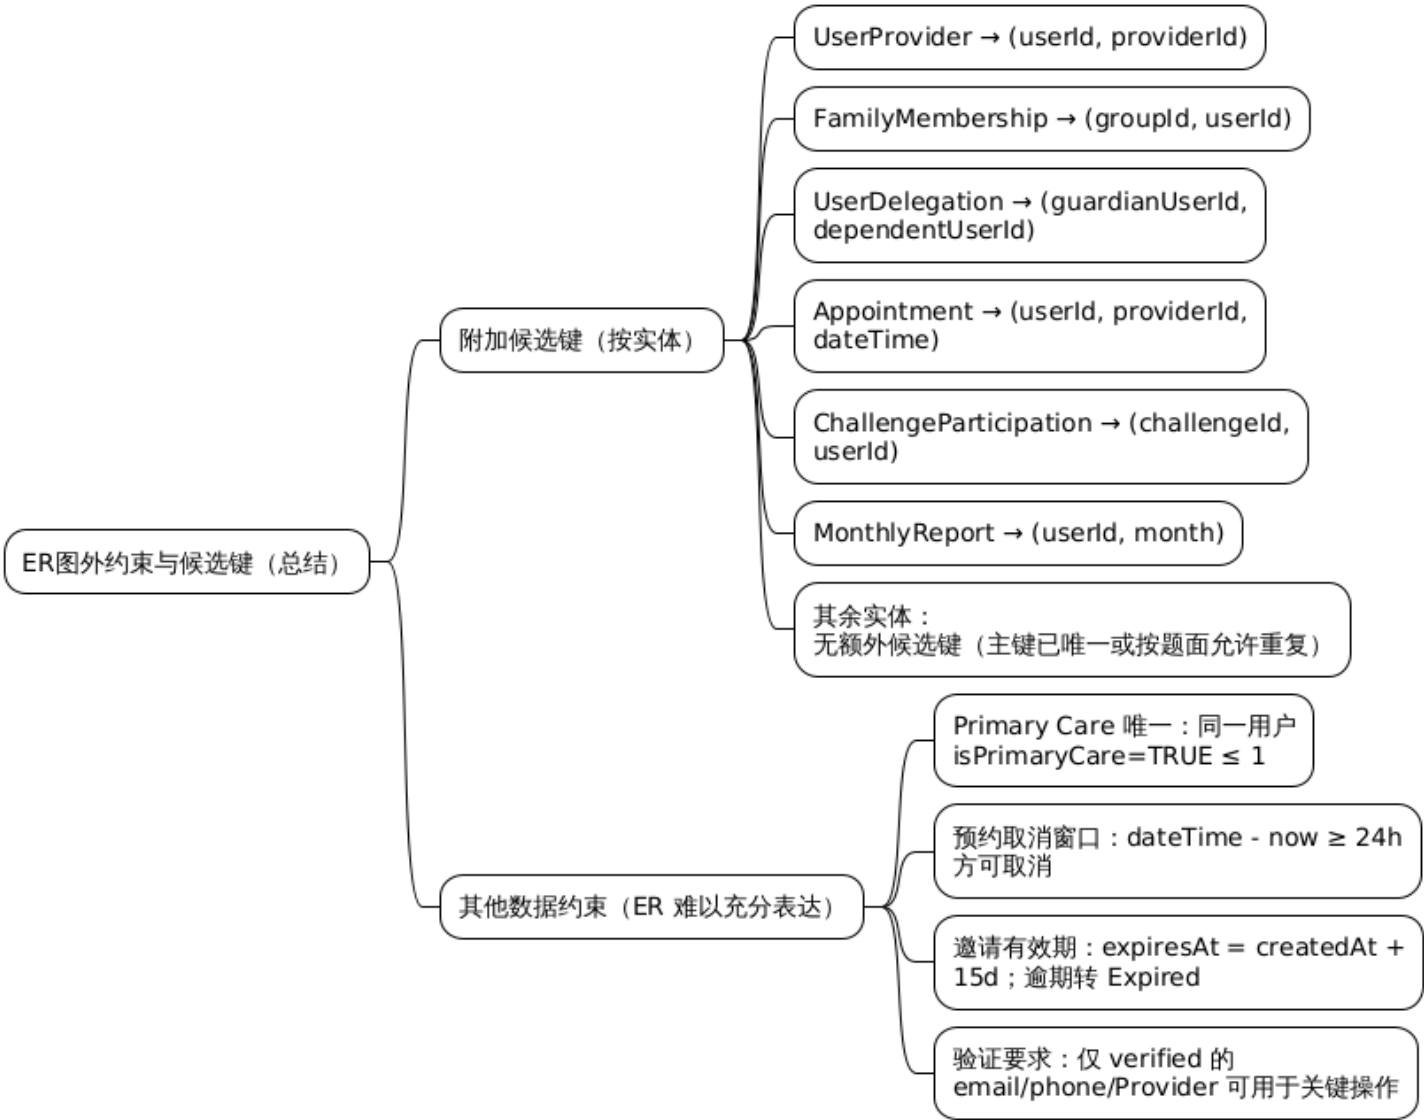 ER图外约束与候选键（总结）
附加候选键（按实体）
UserProvider → (userId, providerId)
FamilyMembership → (groupId, userId)
UserDelegation → (guardianUserId,
dependentUserId)
Appointment → (userId, providerId,
dateTime)
ChallengeParticipation → (challengeId,
userId)
MonthlyReport → (userId, month)
其余实体：
无额外候选键（主键已唯一或按题面允许重复）
其他数据约束（ER 难以充分表达）
Primary Care 唯一：同一用户
isPrimaryCare=TRUE ≤ 1
预约取消窗口：dateTime - now ≥ 24h
方可取消
邀请有效期：expiresAt = createdAt +
15d；逾期转 Expired
验证要求：仅 verified 的
email/phone/Provider 可用于关键操作